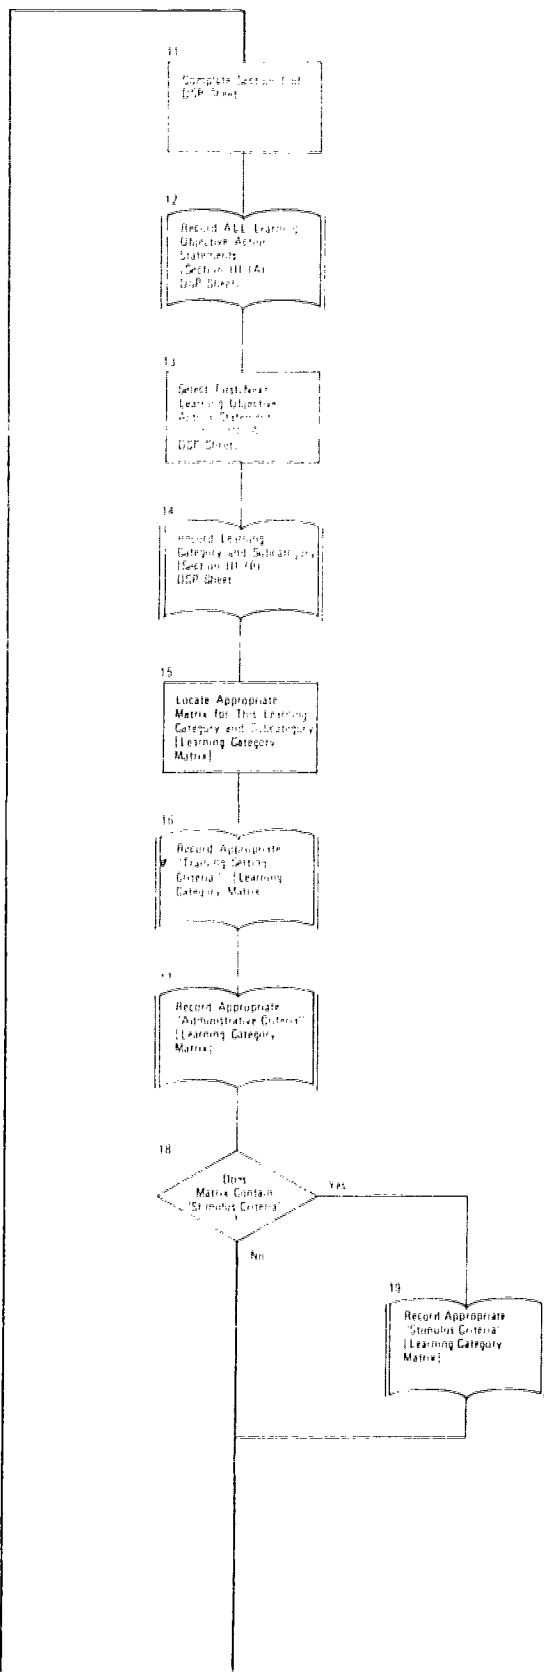 11
Complete Section I of
DSP Sheet
12
Record ALL Learning
Objective Action
Statements
[Section III (A)
DSP Sheet
13
Select First/Next
Learning Objective
Action Statement
DSP Sheet
14
Record Learning
Category and Subcategory
[Section III (B)
DSP Sheet
15
Locate Appropriate
Matrix for This Learning
Category and Subcategory
[Learning Category
Matrix]
16
Record Appropriate
"Training Setting
Criteria" [Learning
Category Matrix
17
Record Appropriate
"Administrative Criteria"
[Learning Category
Matrix]
18
Does
Matrix Contain
"Stimulus Criteria"
?
Yes
No
19
Record Appropriate
"Stimulus Criteria"
[Learning Category
Matrix]